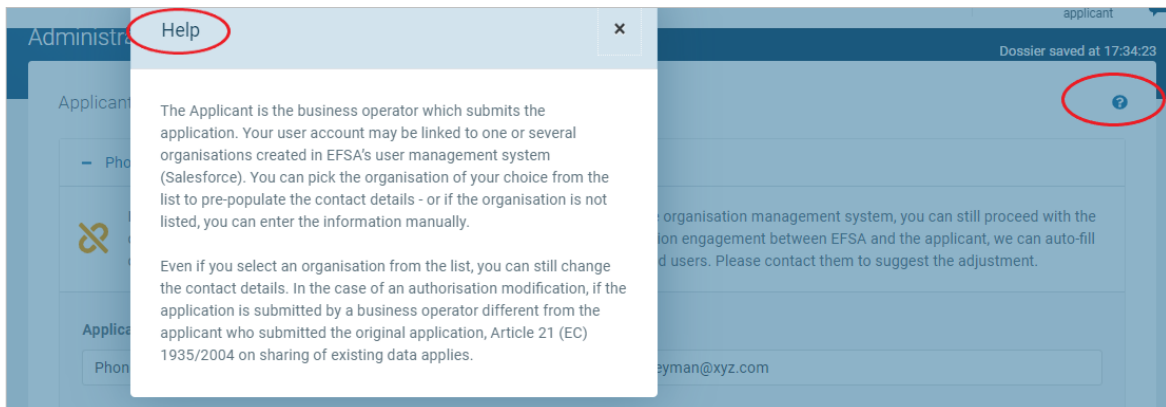 applicant
Administra
Help
×
Dossier saved at 17:34:23
Applicant
The Applicant is the business operator which submits the
application. Your user account may be linked to one or several
organisations created in EFSA's user management system
(Salesforce). You can pick the organisation of your choice from the
list to pre-populate the contact details - or if the organisation is not
listed, you can enter the information manually.
Even if you select an organisation from the list, you can still change
the contact details. In the case of an authorisation modification, if the
application is submitted by a business operator different from the
applicant who submitted the original application, Article 21 (EC)
1935/2004 on sharing of existing data applies.
Pho
organisation management system, you can still proceed with the
ion engagement between EFSA and the applicant, we can auto-fill
d users. Please contact them to suggest the adjustment.
Applica
Phon
eyman@xyz.com